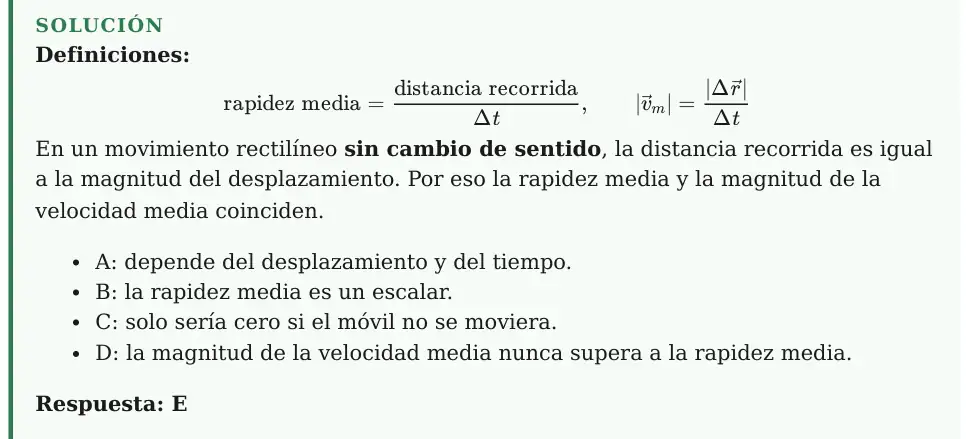 SOLUCIÓN
Definiciones:
rapidez media = distancia recorrida / Δt, |v⃗ₘ| = |Δr⃗| / Δt
En un movimiento rectilíneo sin cambio de sentido, la distancia recorrida es igual
a la magnitud del desplazamiento. Por eso la rapidez media y la magnitud de la
velocidad media coinciden.
• A: depende del desplazamiento y del tiempo.
• B: la rapidez media es un escalar.
• C: solo sería cero si el móvil no se moviera.
• D: la magnitud de la velocidad media nunca supera a la rapidez media.
Respuesta: E